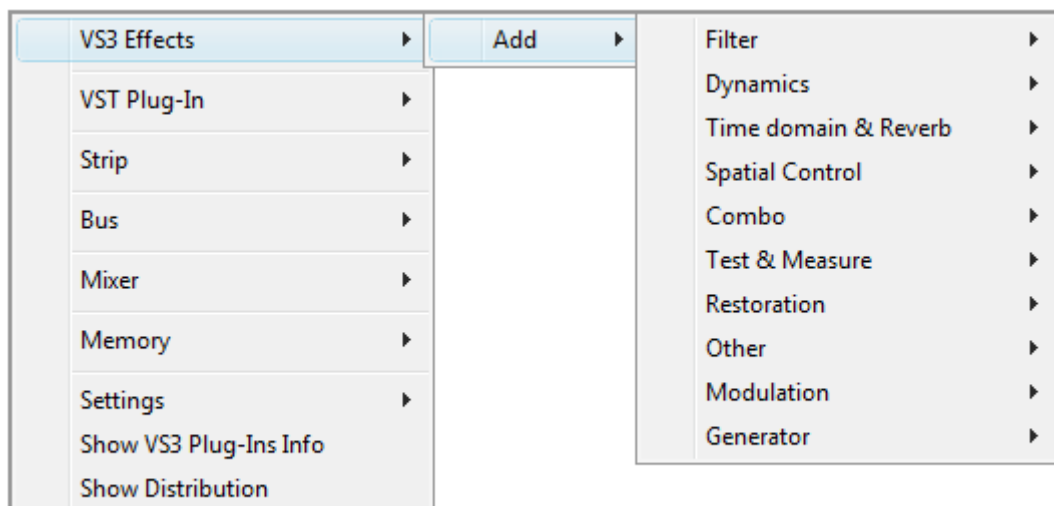 VS3 Effects
VST Plug-In
Strip
Bus
Mixer
Memory
Settings
Show VS3 Plug-Ins Info
Show Distribution
Add
Filter
Dynamics
Time domain & Reverb
Spatial Control
Combo
Test & Measure
Restoration
Other
Modulation
Generator